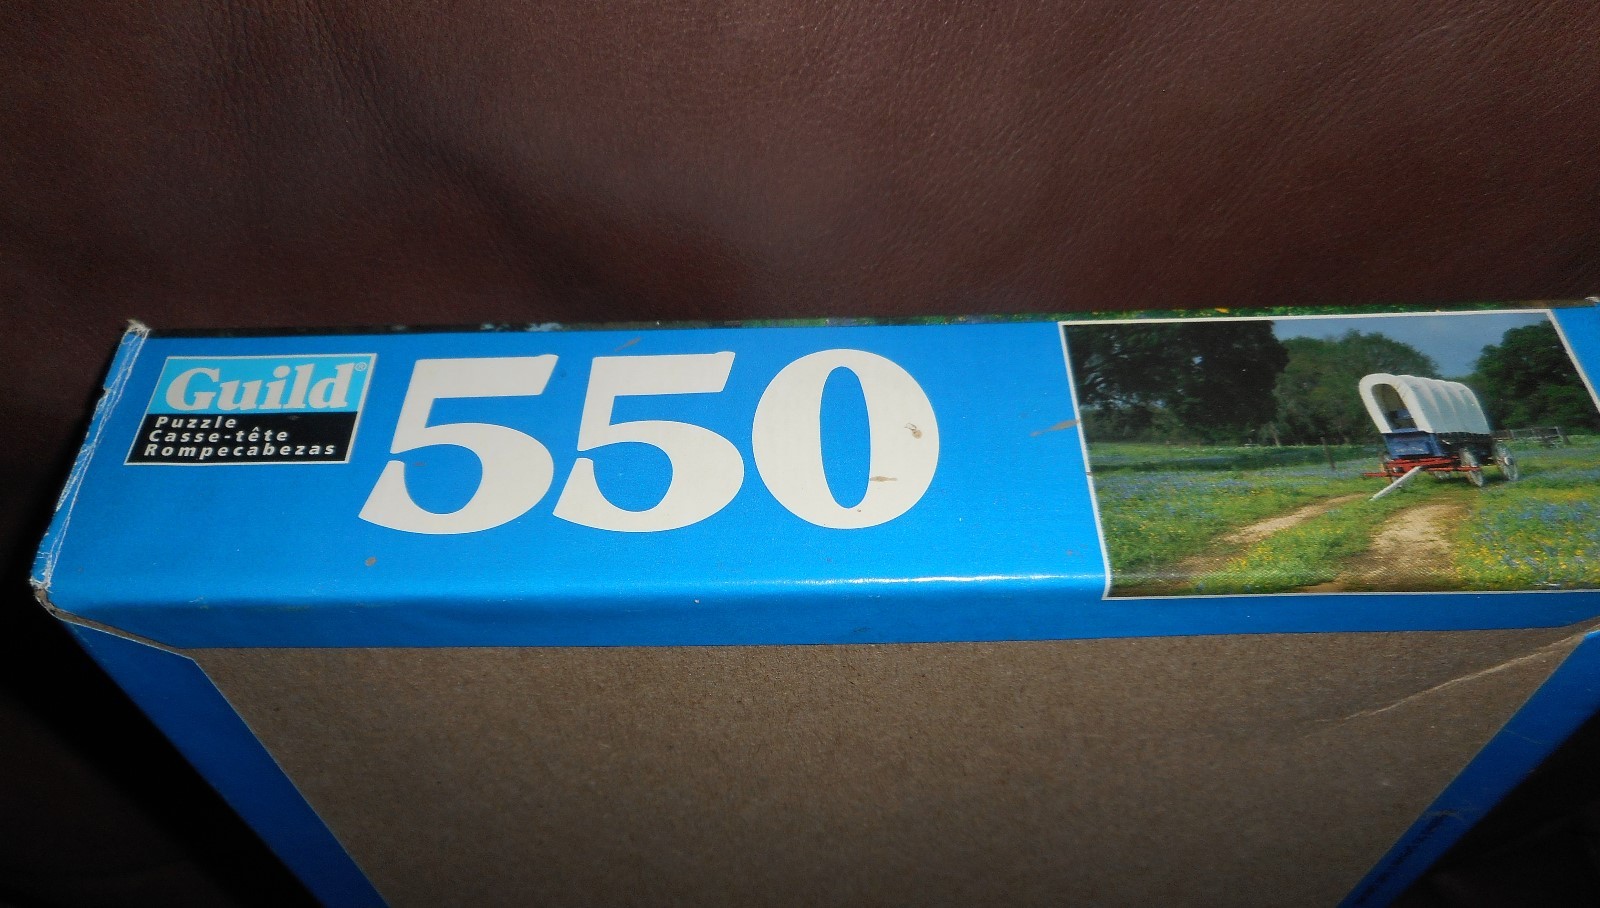 Guild®
Puzzle
Casse-tête
Rompecabezas
550